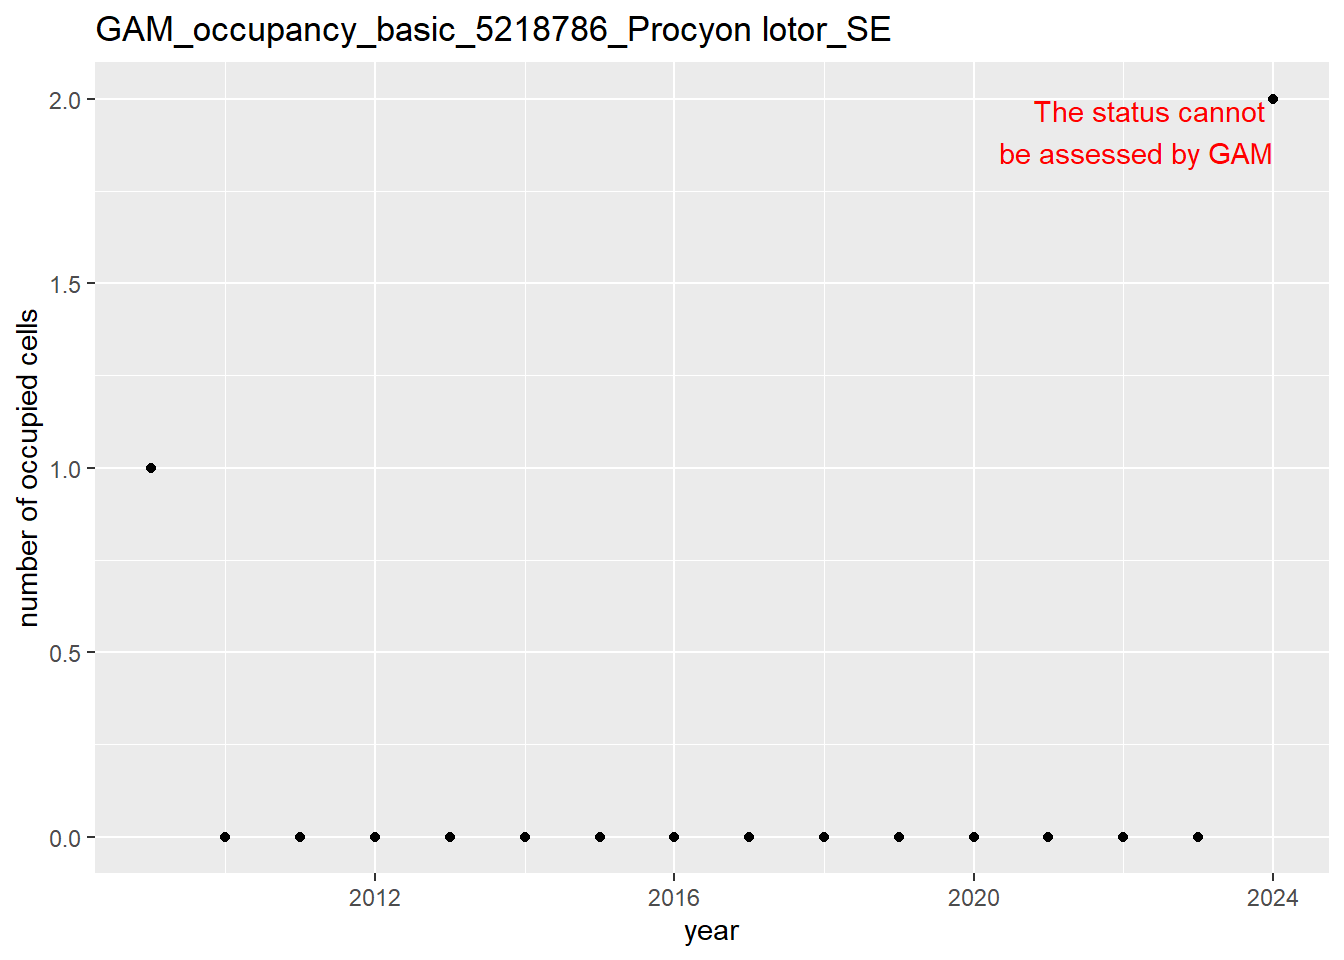 GAM_occupancy_basic_5218786_Procyon lotor_SE
2.0
The status cannot
be assessed by GAM
1.5
number of occupied cells
1.0
0.5
0.0
2012 2016 2020 2024
year